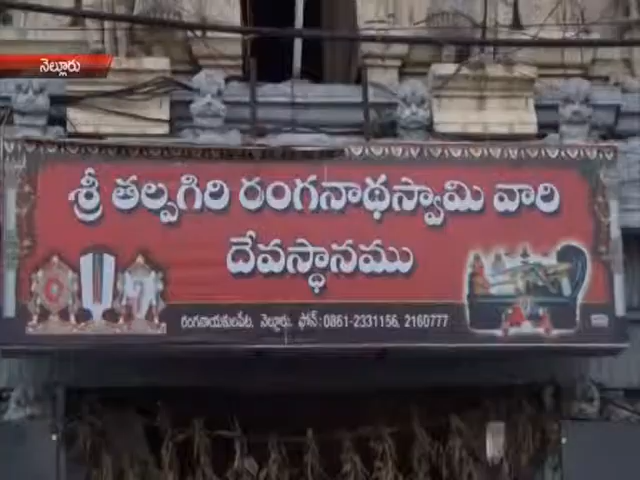 నెల్లూరు
శ్రీ తల్పగిరి రంగనాథస్వామి వారి
దేవస్థానము
రంగనాయకులపేట, నెల్లూరు. ఫోన్ : 0861-2331156, 2160777